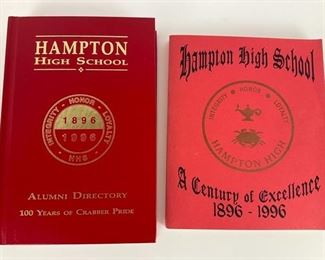 HAMPTON
HIGH SCHOOL
INTEGRITY - HONOR - LOYALTY
1896
1996
HHS
ALUMNI DIRECTORY
100 YEARS OF CRABBER PRIDE
Hampton High School
INTEGRITY HONOR LOYALTY
HAMPTON HIGH
A Century of Excellence
1896 - 1996